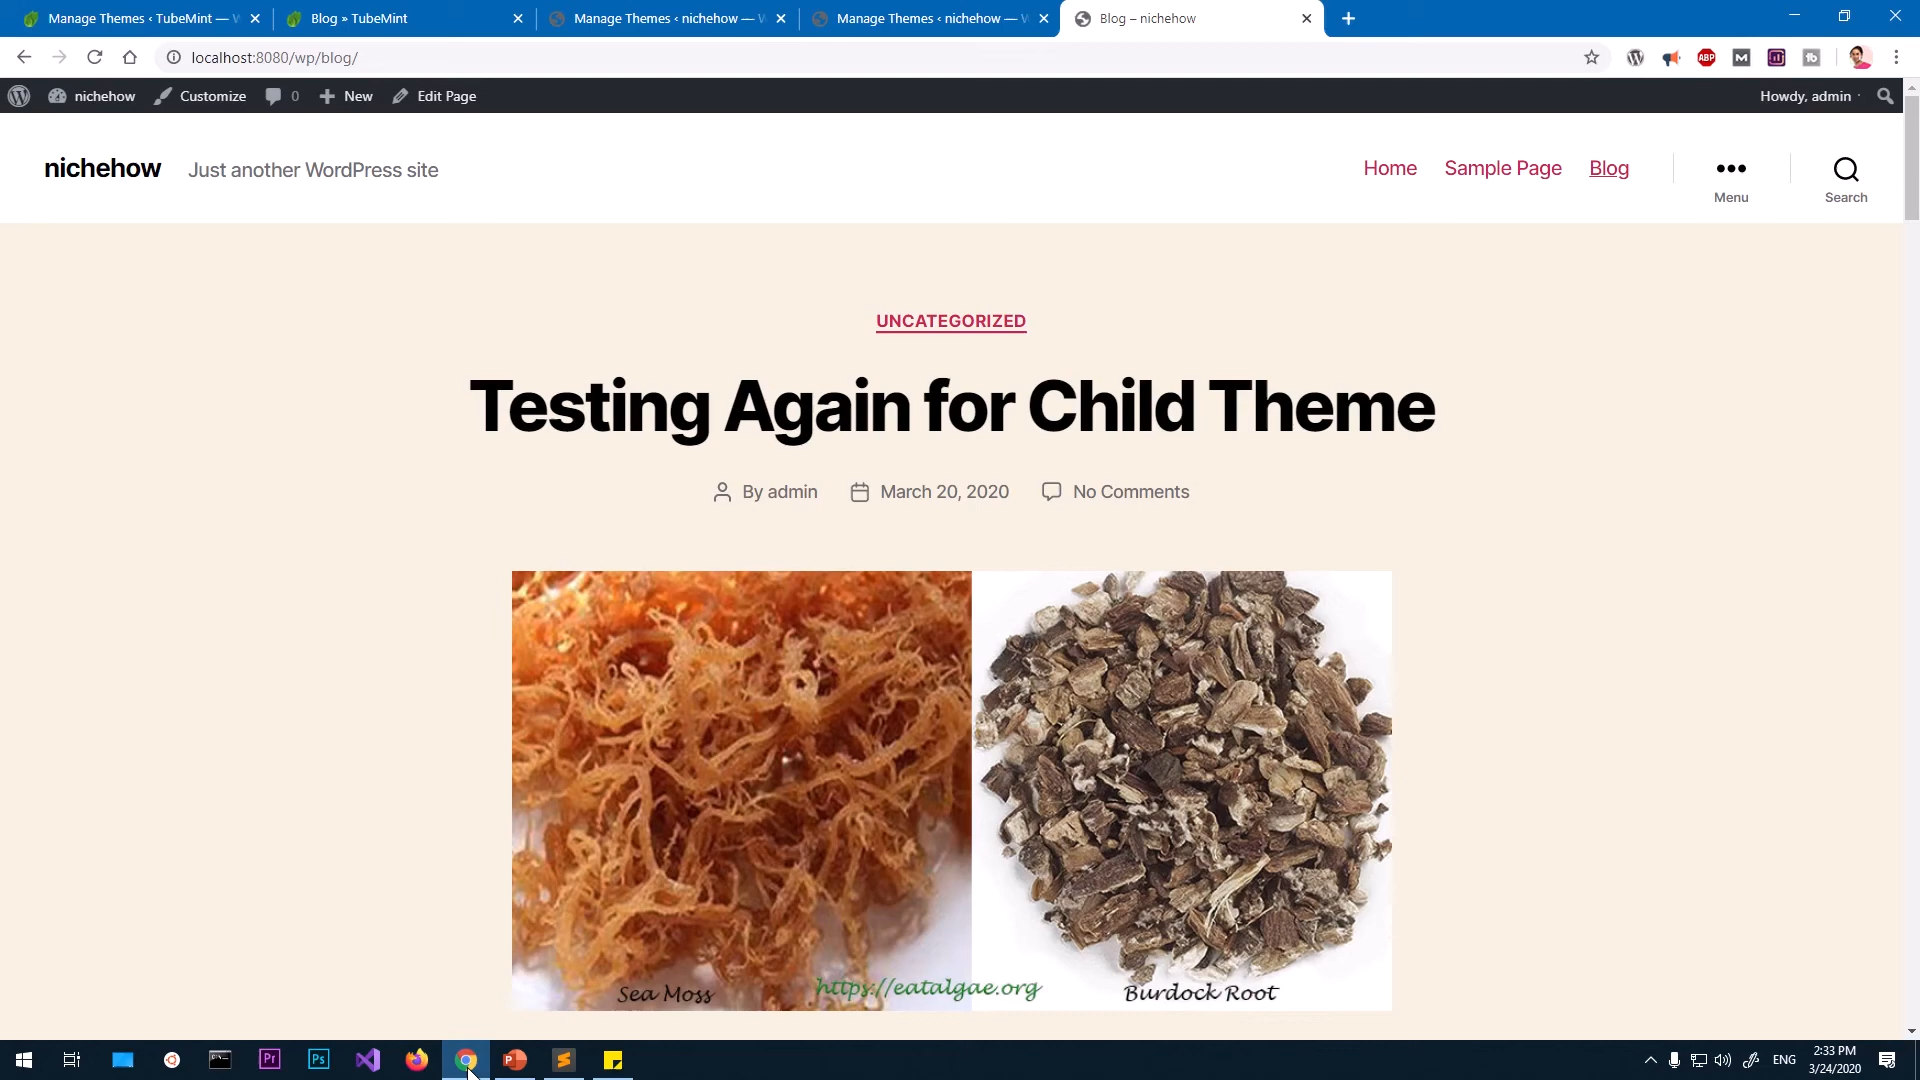 Manage Themes ‹ TubeMint —
Blog » TubeMint
Manage Themes ‹ nichehow —
Manage Themes ‹ nichehow —
Blog – nichehow
localhost:8080/wp/blog/
ABP
nichehow
Customize
0
New
Edit Page
Howdy, admin
nichehow
Just another WordPress site
Home
Sample Page
Blog
Menu
Search
UNCATEGORIZED
Testing Again for Child Theme
By admin
March 20, 2020
No Comments
Sea Moss
https://eatalgae.org
Burdock Root
Pr
Ps
ENG
2:33 PM
3/24/2020